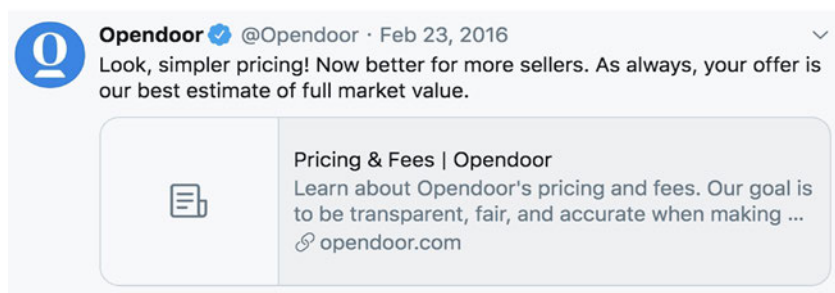 Opendoor @Opendoor · Feb 23, 2016
Look, simpler pricing! Now better for more sellers. As always, your offer is
our best estimate of full market value.
Pricing & Fees | Opendoor
Learn about Opendoor's pricing and fees. Our goal is
to be transparent, fair, and accurate when making ...
opendoor.com